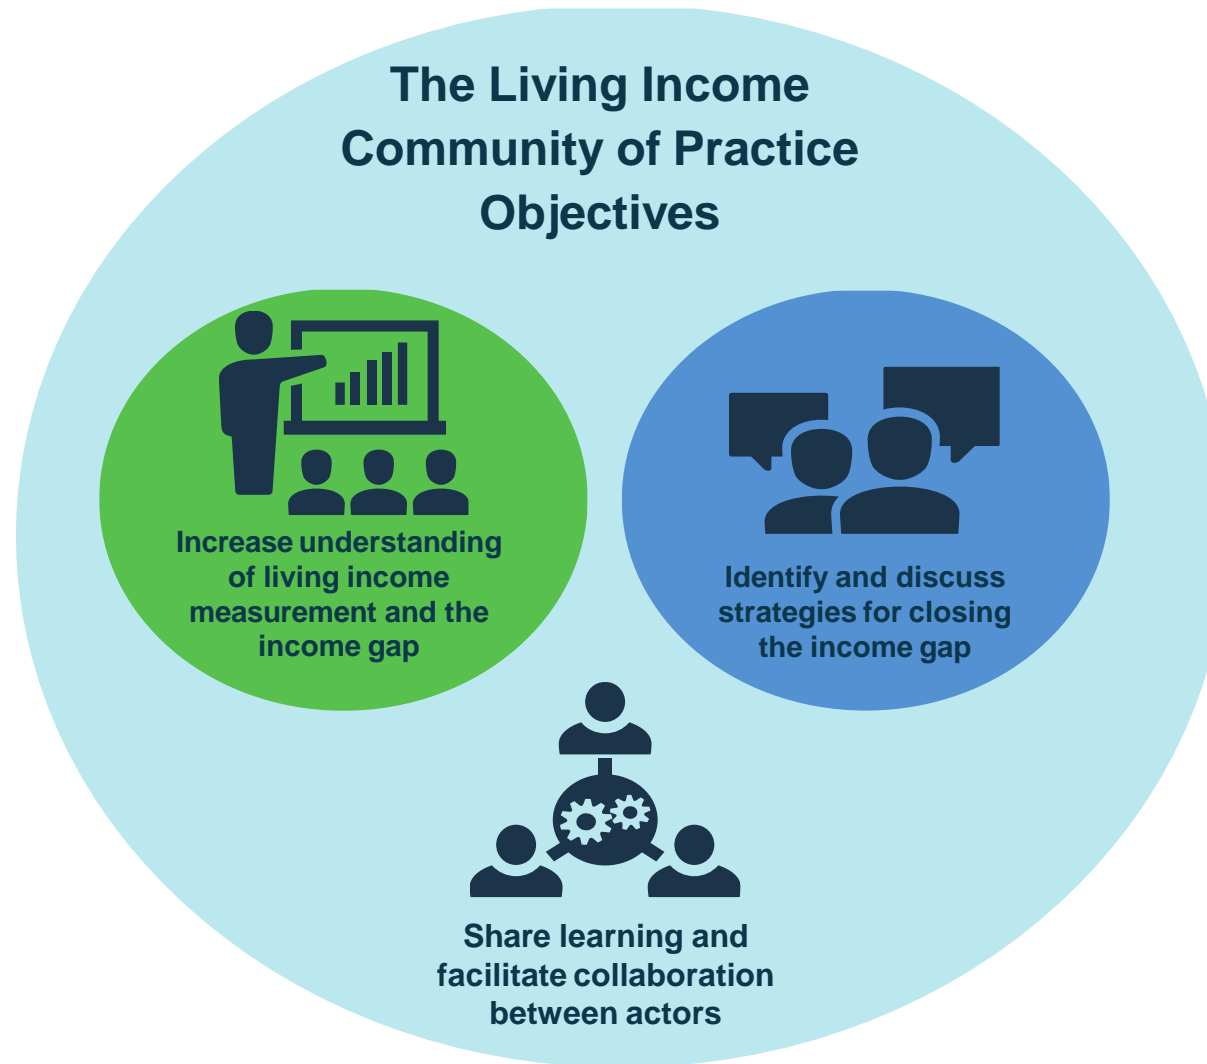 The Living Income
Community of Practice
Objectives
Increase understanding
of living income
measurement and the
income gap
Identify and discuss
strategies for closing
the income gap
Share learning and
facilitate collaboration
between actors